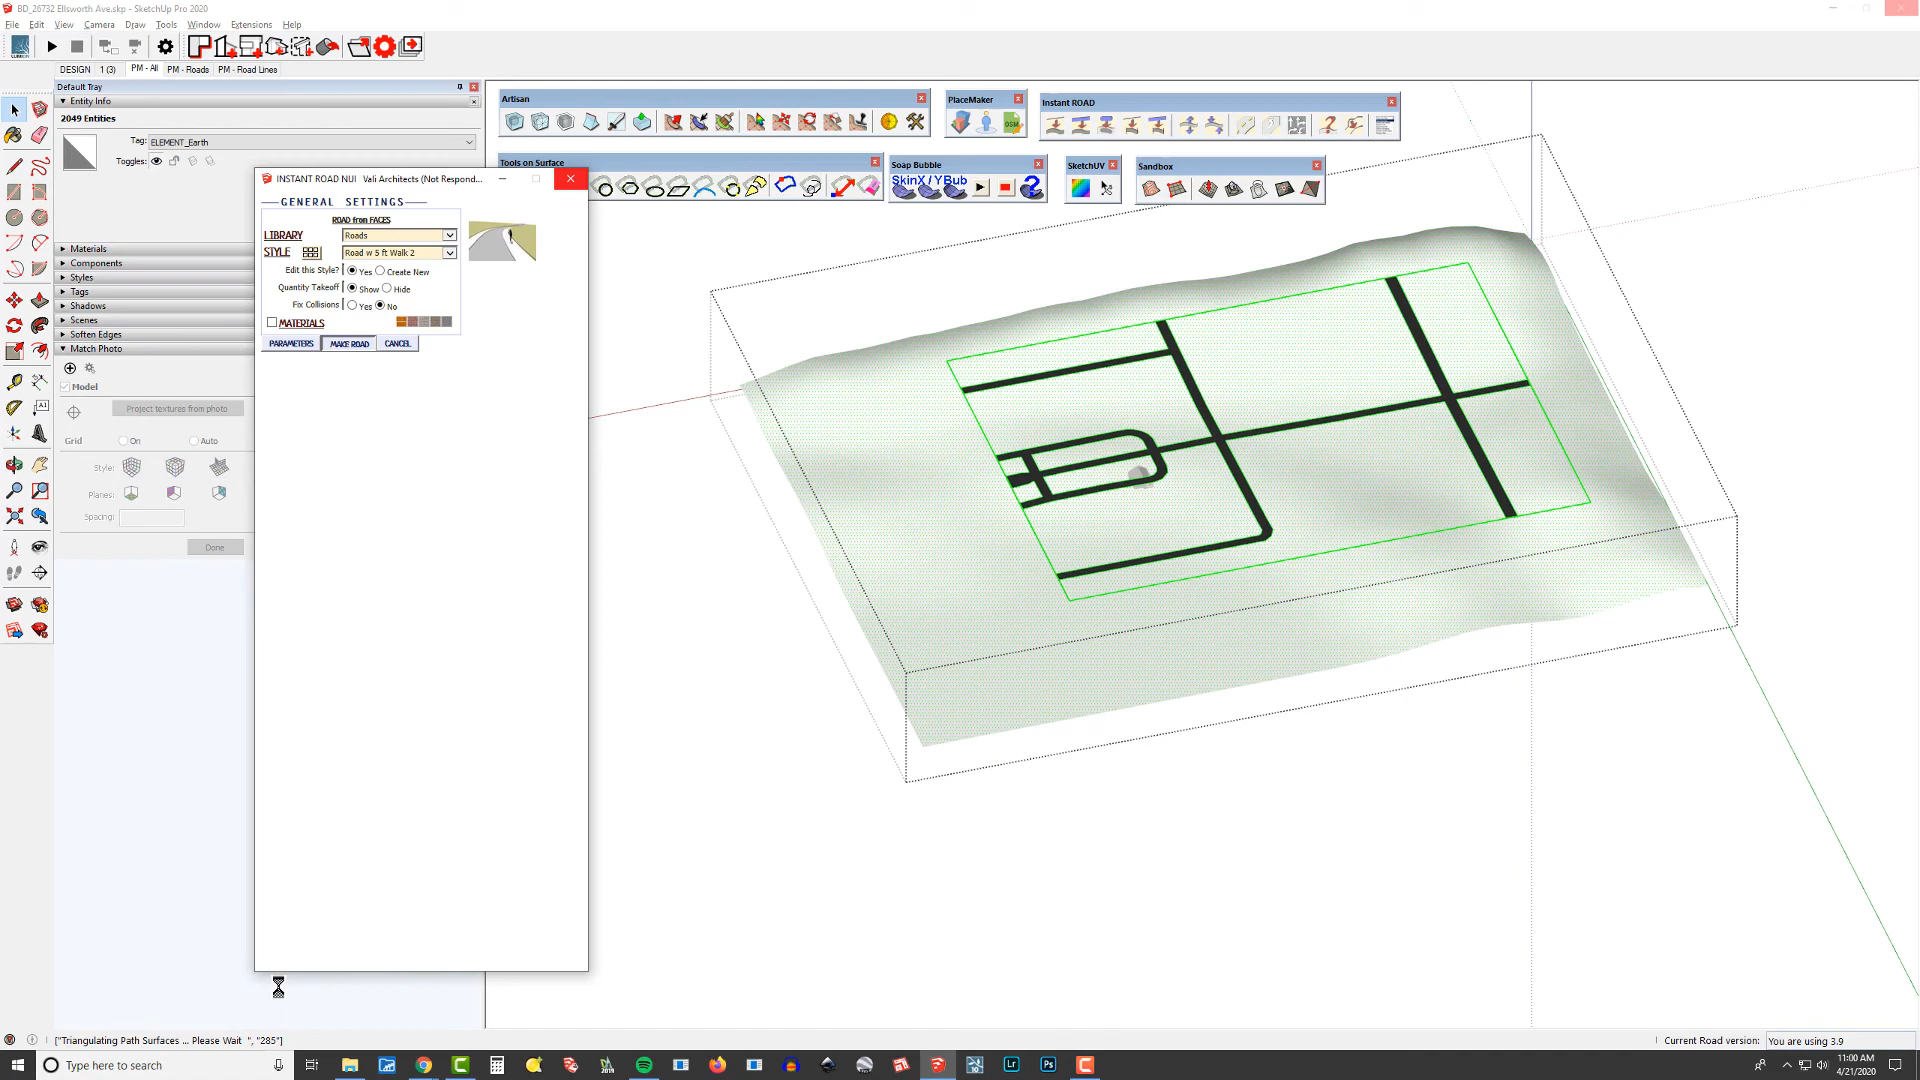 BD_26732 Ellsworth Ave.skp - SketchUp Pro 2020
File Edit View Camera Draw Tools Window Extensions Help
DESIGN 1 (3) PM - All PM - Roads PM - Road Lines
Default Tray
Entity Info
2049 Entities
Tag: ELEMENT_Earth
Toggles:
Materials
Components
Styles
Tags
Shadows
Scenes
Soften Edges
Match Photo
Model
Project textures from photo
Grid On Auto
Style:
Planes:
Spacing:
Done
Artisan
PlaceMaker
OSM
Instant ROAD
Tools on Surface
Soap Bubble
SkinX / YBub
SketchUV
Sandbox
INSTANT ROAD NUI Vali Architects (Not Respond...
GENERAL SETTINGS
ROAD from FACES
LIBRARY Roads
STYLE Road w 5 ft Walk 2
Edit this Style? Yes Create New
Quantity Takeoff Show Hide
Fix Collisions Yes No
MATERIALS
PARAMETERS MAKE ROAD CANCEL
["Triangulating Path Surfaces ... Please Wait ", "285"]
Current Road version: You are using 3.9
Type here to search
Lr
Ps
11:00 AM
4/21/2020